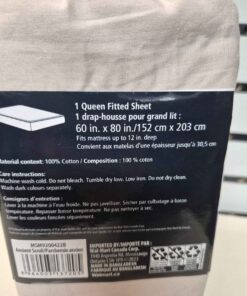 1 Queen Fitted Sheet
1 drap-housse pour grand lit :
60 in. x 80 in./152 cm x 203 cm
Fits mattress up to 12 in. deep
Convient aux matelas d'une épaisseur jusqu'à 30,5 cm
Material content: 100% Cotton / Composition : 100 % coton
Care instructions:
Machine wash cold. Do not bleach. Tumble dry low. Low iron. Do not dry clean.
Wash dark colours separately.
Consignes d'entretien :
Laver à la machine à l'eau froide. Ne pas javelliser. Sécher par culbutage à basse
température. Repasser à basse température. Ne pas nettoyer à sec.
Laver les couleurs foncées séparément.
IMPORTED BY/IMPORTÉ PAR:
Wal-Mart Canada Corp.
1940 Argentia Rd, Mississauga
MADE IN BANGLADESH
FABRIQUÉ AU BANGLADESH
Walmart.ca